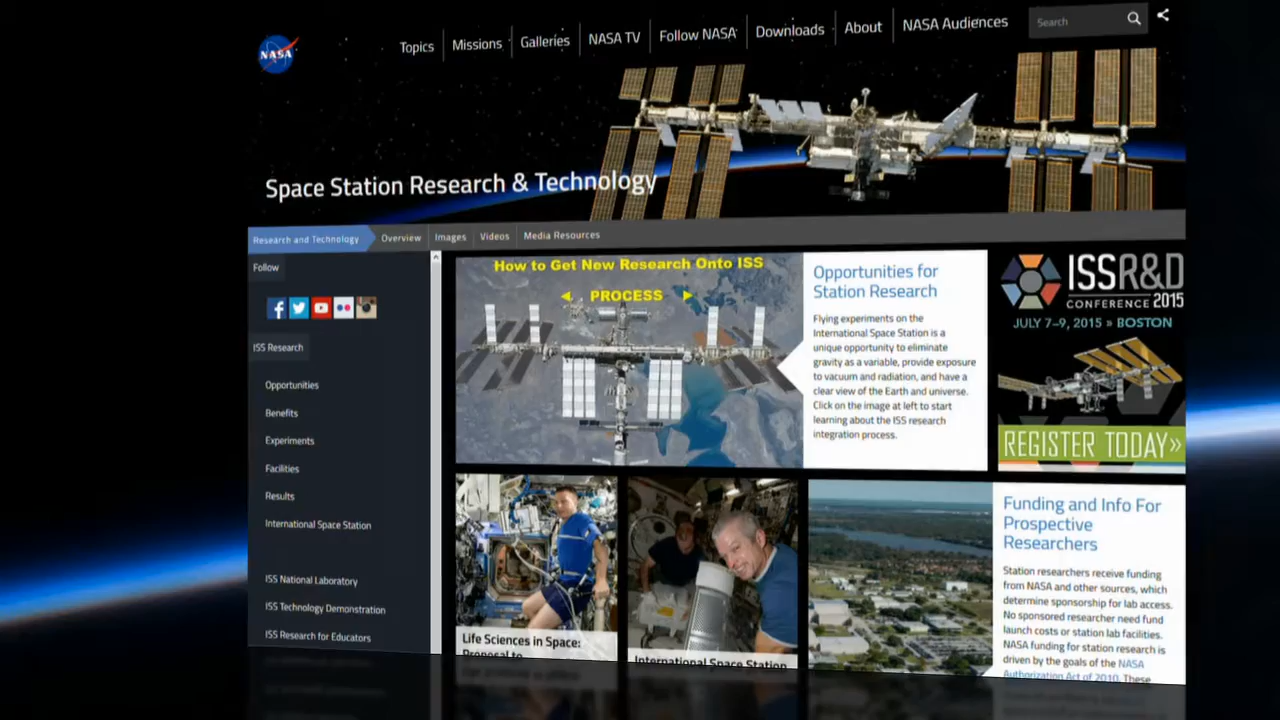 NASA
Topics
Missions
Galleries
NASA TV
Follow NASA
Downloads
About
NASA Audiences
Search
Space Station Research & Technology
Research and Technology
Overview
Images
Videos
Media Resources
Follow
ISS Research
Opportunities
Benefits
Experiments
Facilities
Results
International Space Station
ISS National Laboratory
ISS Technology Demonstration
ISS Research for Educators
How to Get New Research Onto ISS
PROCESS
Opportunities for
Station Research
Flying experiments on the
International Space Station is a
unique opportunity to eliminate
gravity as a variable, provide exposure
to vacuum and radiation, and have a
clear view of the Earth and universe.
Click on the image at left to start
learning about the ISS research
integration process.
ISSR&D
CONFERENCE 2015
JULY 7–9, 2015 » BOSTON
REGISTER TODAY»
Life Sciences in Space:
Proposal to
International Space Station
Funding and Info For
Prospective
Researchers
Station researchers receive funding
from NASA and other sources, which
determine sponsorship for lab access.
No sponsored researcher need fund
launch costs or station lab facilities.
NASA funding for station research is
driven by the goals of the NASA
Authorization Act of 2010. These